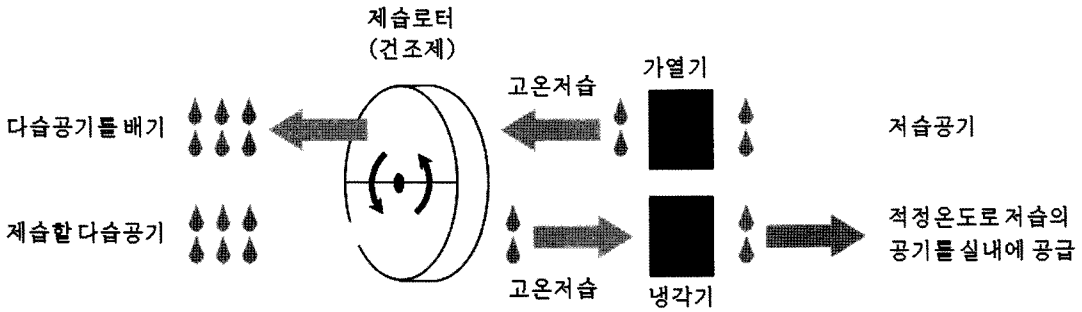 제습로터
(건조제)
고온저습
가열기
다습공기를 배기
저습공기
제습할 다습공기
적정온도로 저습의
공기를 실내에 공급
고온저습
냉각기